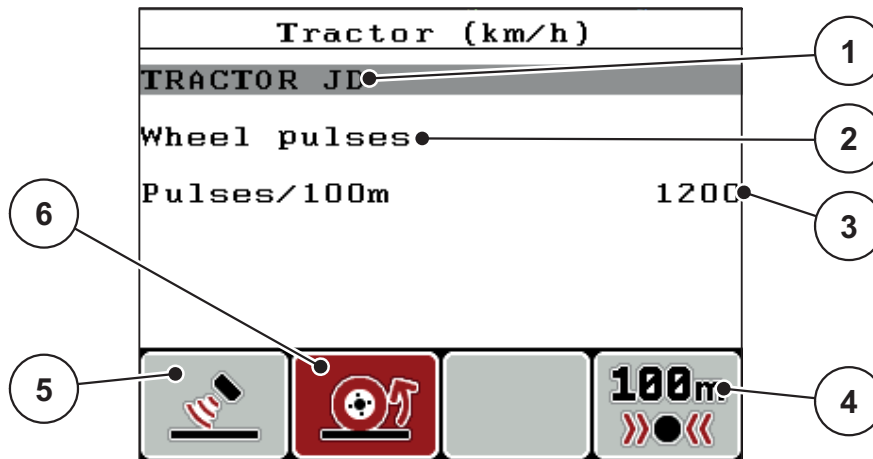 Tractor (km/h)
1
TRACTOR JD
Wheel pulses
2
Pulses/100m 1200
6
3
5
100m
4